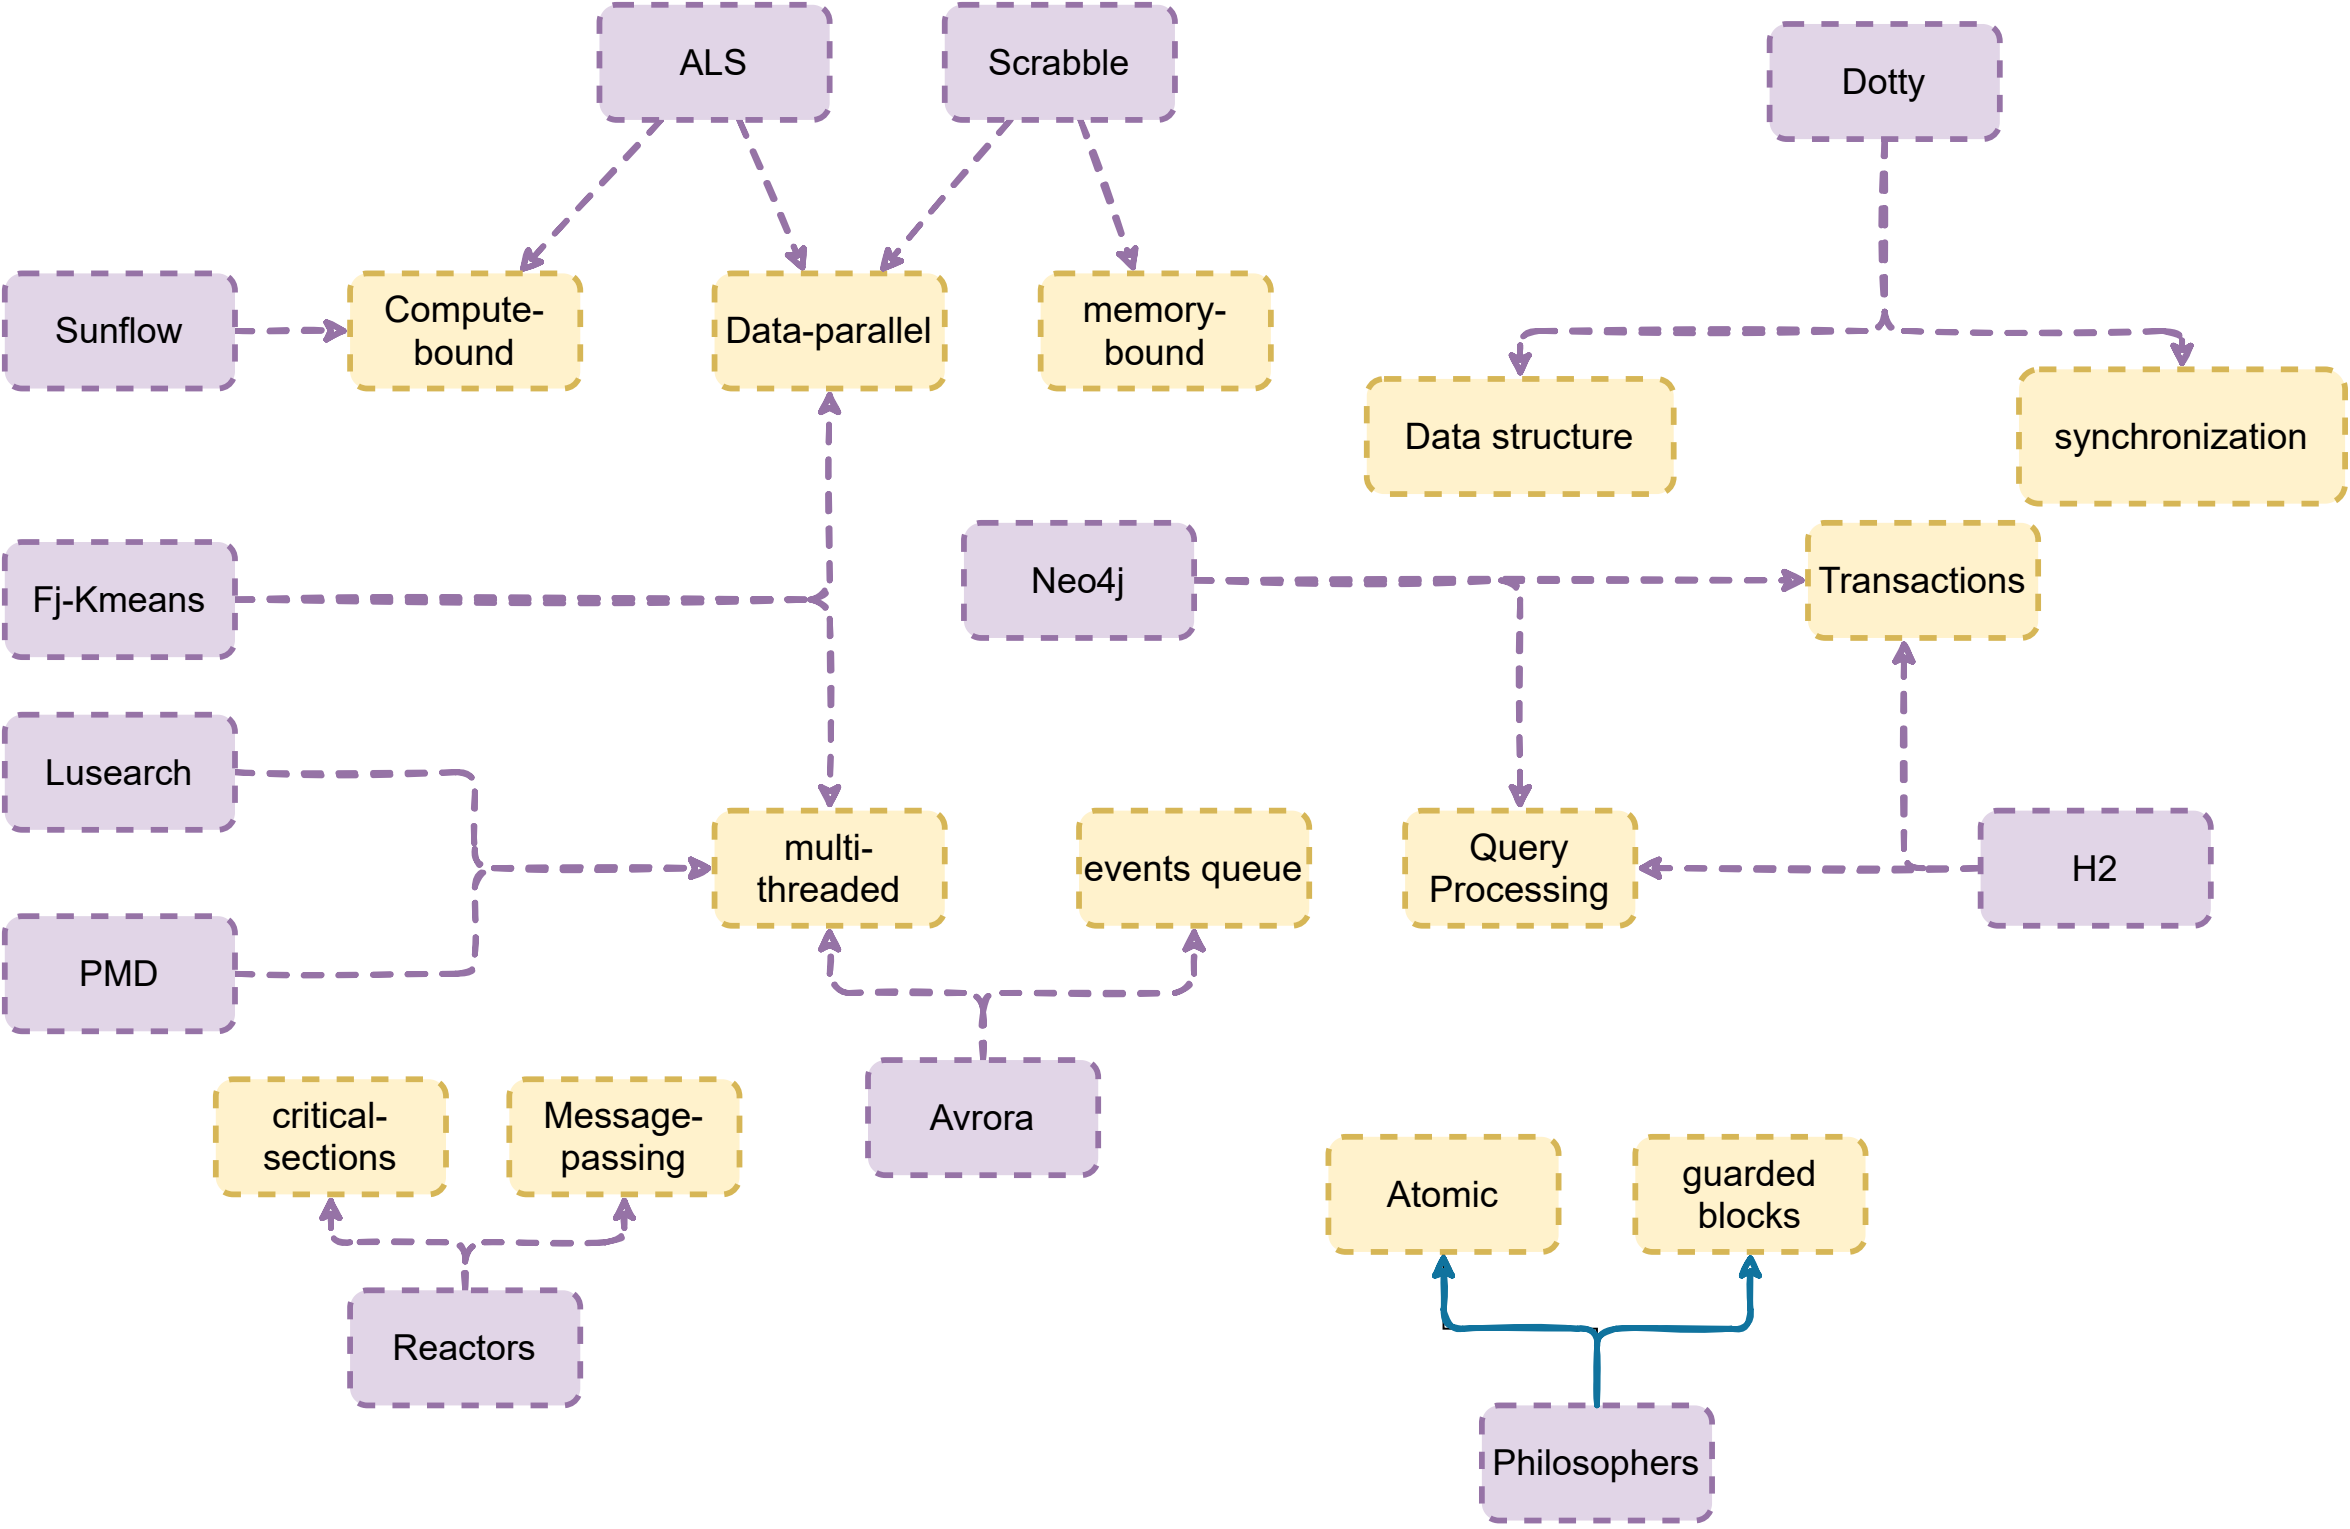 ALS
Scrabble
Dotty
Sunflow
Compute-
bound
Data-parallel
memory-
bound
Data structure
synchronization
Fj-Kmeans
Neo4j
Transactions
Lusearch
multi-
threaded
events queue
Query
Processing
H2
PMD
critical-
sections
Message-
passing
Avrora
Atomic
guarded
blocks
Reactors
Philosophers